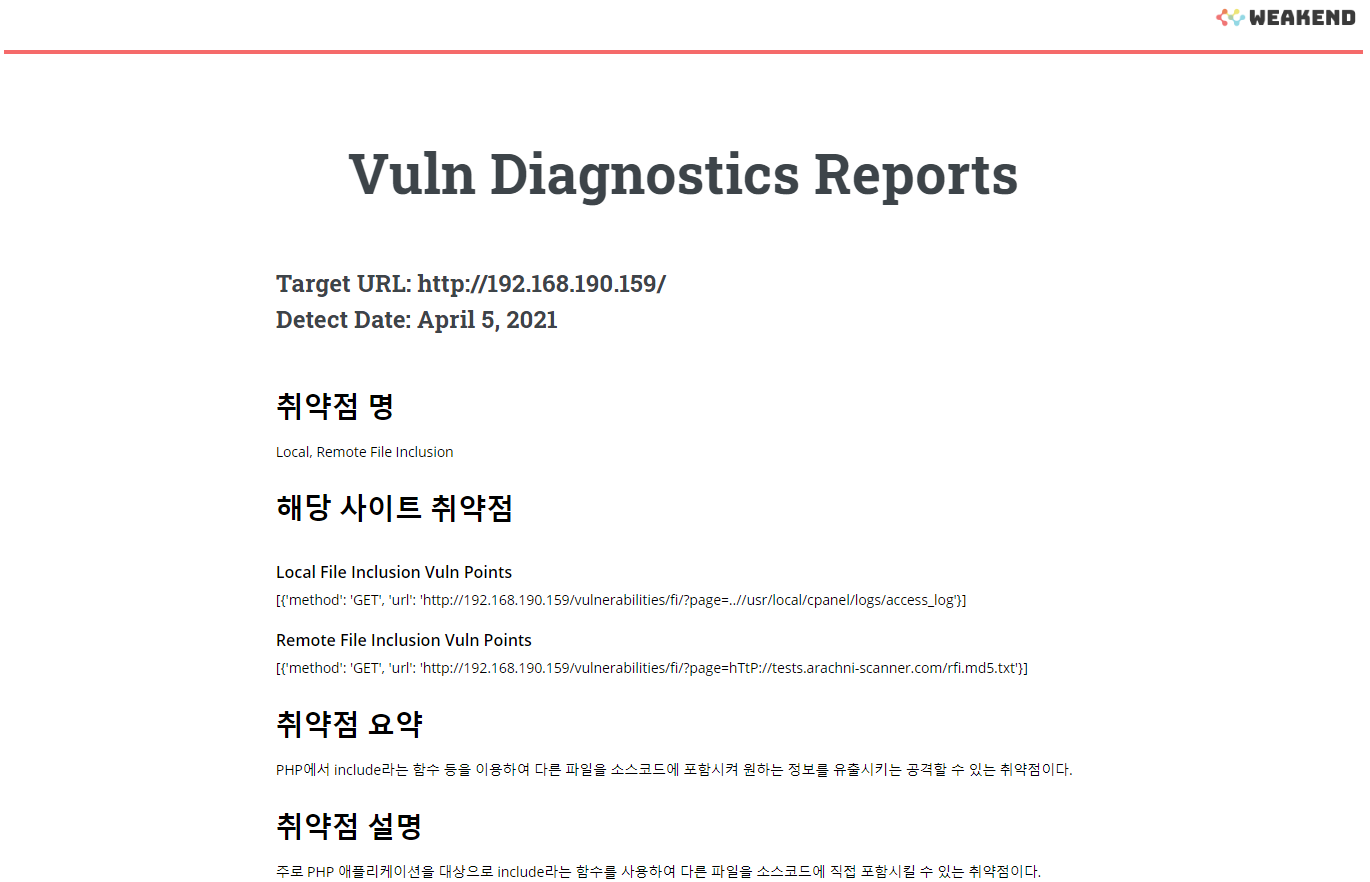 WEAKEND
Vuln Diagnostics Reports
Target URL: http://192.168.190.159/
Detect Date: April 5, 2021
취약점 명
Local, Remote File Inclusion
해당 사이트 취약점
Local File Inclusion Vuln Points
[{'method': 'GET', 'url': 'http://192.168.190.159/vulnerabilities/fi/?page=..//usr/local/cpanel/logs/access_log'}]
Remote File Inclusion Vuln Points
[{'method': 'GET', 'url': 'http://192.168.190.159/vulnerabilities/fi/?page=hTtP://tests.arachni-scanner.com/rfi.md5.txt'}]
취약점 요약
PHP에서 include라는 함수 등을 이용하여 다른 파일을 소스코드에 포함시켜 원하는 정보를 유출시키는 공격할 수 있는 취약점이다.
취약점 설명
주로 PHP 애플리케이션을 대상으로 include라는 함수를 사용하여 다른 파일을 소스코드에 직접 포함시킬 수 있는 취약점이다.